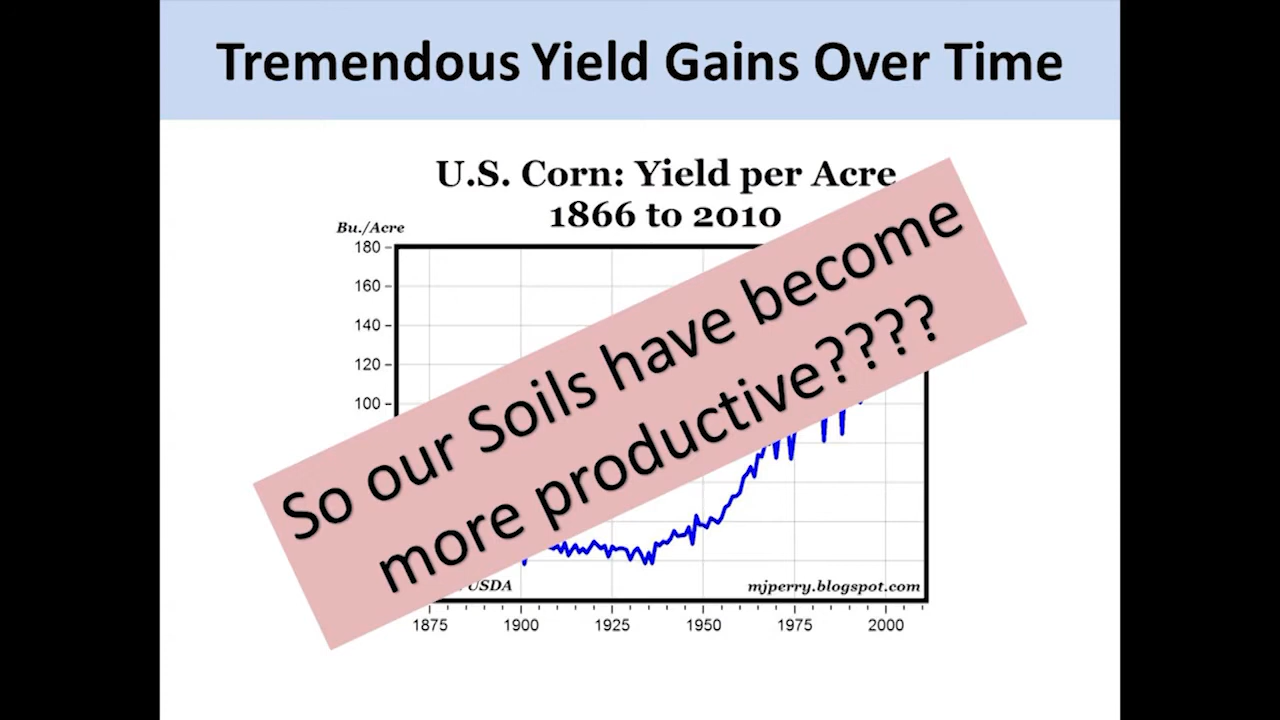 Tremendous Yield Gains Over Time
U.S. Corn: Yield per Acre
1866 to 2010
Bu./Acre
180
160
140
120
100
So our Soils have become
more productive????
USDA
mjperry.blogspot.com
1875 1900 1925 1950 1975 2000